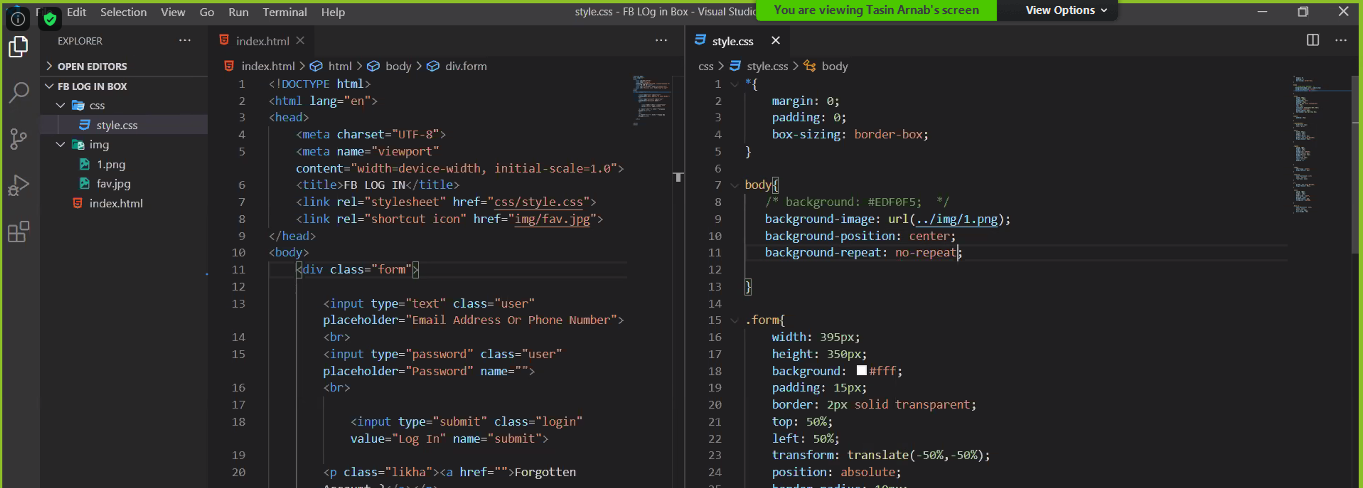 Edit Selection View Go Run Terminal Help
style.css - FB LOg in Box - Visual Studio
You are viewing Tasin Arnab's screen
View Options
EXPLORER
OPEN EDITORS
FB LOG IN BOX
css
style.css
img
1.png
fav.jpg
index.html
index.html
index.html > html > body > div.form
1 <!DOCTYPE html>
2 <html lang="en">
3 <head>
4 <meta charset="UTF-8">
5 <meta name="viewport"
content="width=device-width, initial-scale=1.0">
6 <title>FB LOG IN</title>
7 <link rel="stylesheet" href="css/style.css">
8 <link rel="shortcut icon" href="img/fav.jpg">
9 </head>
10 <body>
11 <div class="form">
12
13 <input type="text" class="user"
placeholder="Email Address Or Phone Number">
14 <br>
15 <input type="password" class="user"
placeholder="Password" name="">
16 <br>
17
18 <input type="submit" class="login"
value="Log In" name="submit">
19
20 <p class="likha"><a href="">Forgotten
style.css
css > style.css > body
1 *{
2 margin: 0;
3 padding: 0;
4 box-sizing: border-box;
5 }
6
7 body{
8 /* background: #EDF0F5; */
9 background-image: url(../img/1.png);
10 background-position: center;
11 background-repeat: no-repeat;
12
13 }
14
15 .form{
16 width: 395px;
17 height: 350px;
18 background: #fff;
19 padding: 15px;
20 border: 2px solid transparent;
21 top: 50%;
22 left: 50%;
23 transform: translate(-50%,-50%);
24 position: absolute;